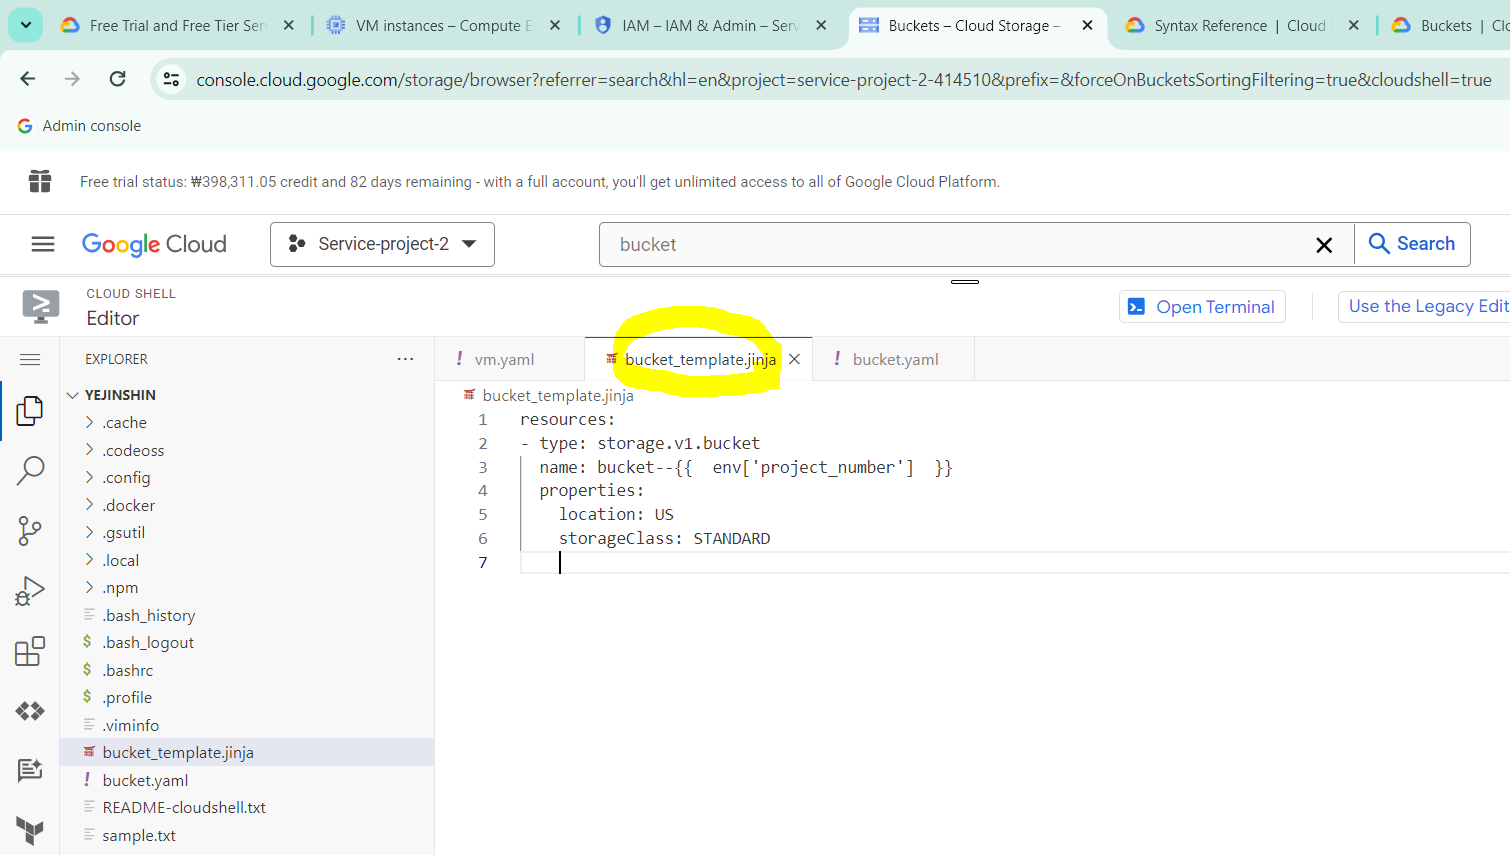 Free Trial and Free Tier Ser
VM instances – Compute E
IAM – IAM & Admin – Serv
Buckets – Cloud Storage –
Syntax Reference | Cloud
Buckets | Clo
console.cloud.google.com/storage/browser?referrer=search&hl=en&project=service-project-2-414510&prefix=&forceOnBucketsSortingFiltering=true&cloudshell=true
Admin console
Free trial status: ₩398,311.05 credit and 82 days remaining - with a full account, you'll get unlimited access to all of Google Cloud Platform.
Google Cloud
Service-project-2
bucket
Search
CLOUD SHELL
Editor
Open Terminal
Use the Legacy Edit
EXPLORER
vm.yaml
bucket_template.jinja
bucket.yaml
YEJINSHIN
.cache
.codeoss
.config
.docker
.gsutil
.local
.npm
.bash_history
.bash_logout
.bashrc
.profile
.viminfo
bucket_template.jinja
bucket.yaml
README-cloudshell.txt
sample.txt
bucket_template.jinja
1 resources:
2 - type: storage.v1.bucket
3 name: bucket--{{ env['project_number'] }}
4 properties:
5 location: US
6 storageClass: STANDARD
7